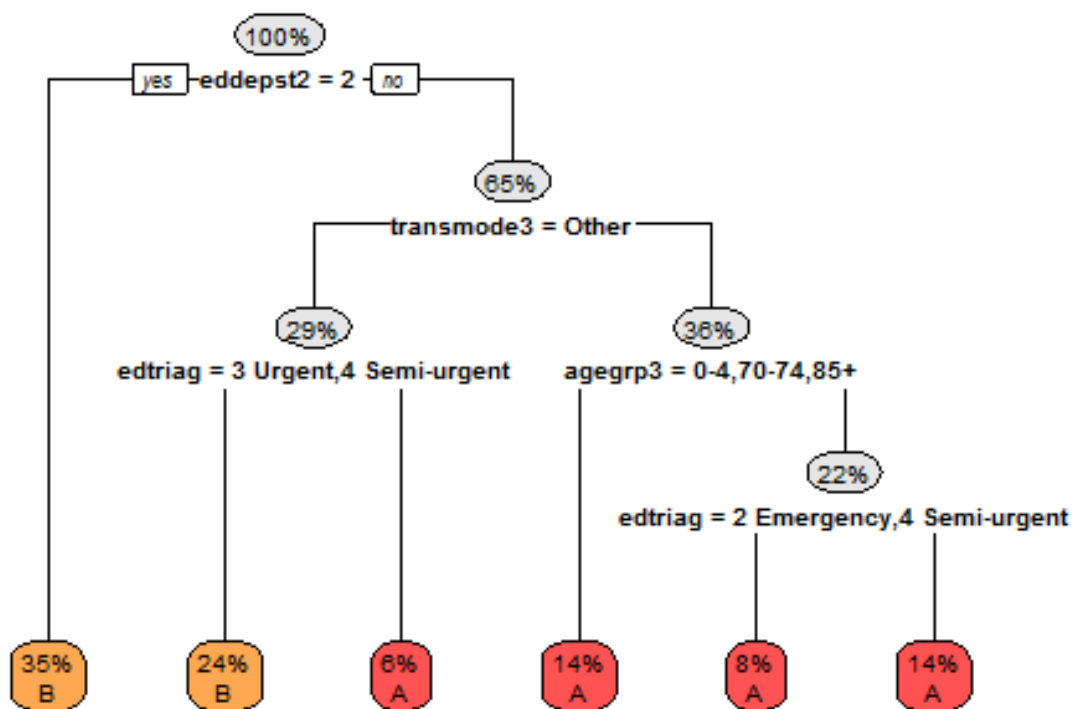 100%
yes eddepst2 = 2 no
65%
transmode3 = Other
29% 36%
edtriag = 3 Urgent,4 Semi-urgent agegrp3 = 0-4,70-74,85+
22%
edtriag = 2 Emergency,4 Semi-urgent
35% 24% 6% 14% 8% 14%
B B A A A A